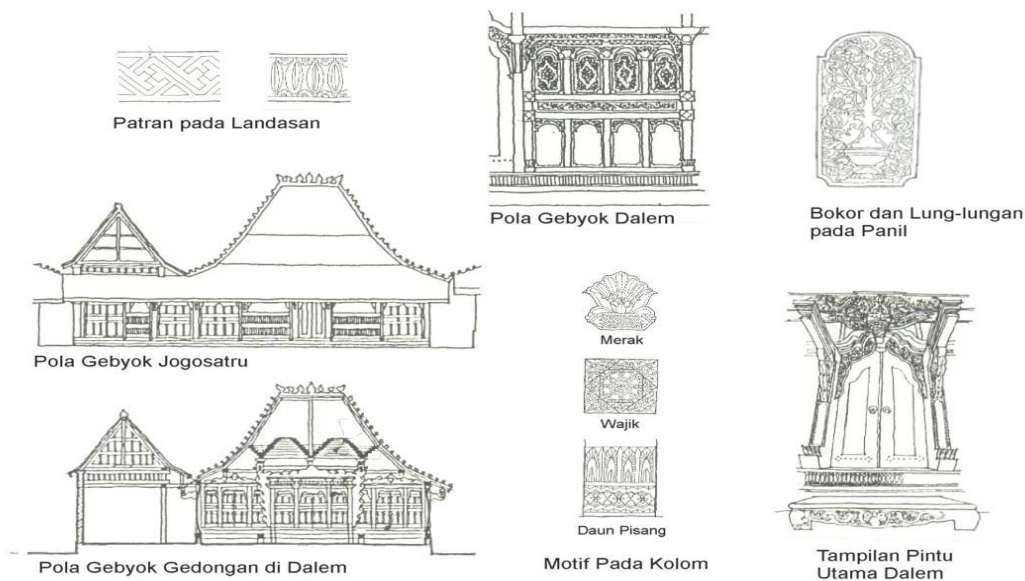 Patran pada Landasan
Pola Gebyok Dalem
Bokor dan Lung-lungan
pada Panil
Pola Gebyok Jogosatru
Merak
Wajik
Daun Pisang
Motif Pada Kolom
Pola Gebyok Gedongan di Dalem
Tampilan Pintu
Utama Dalem